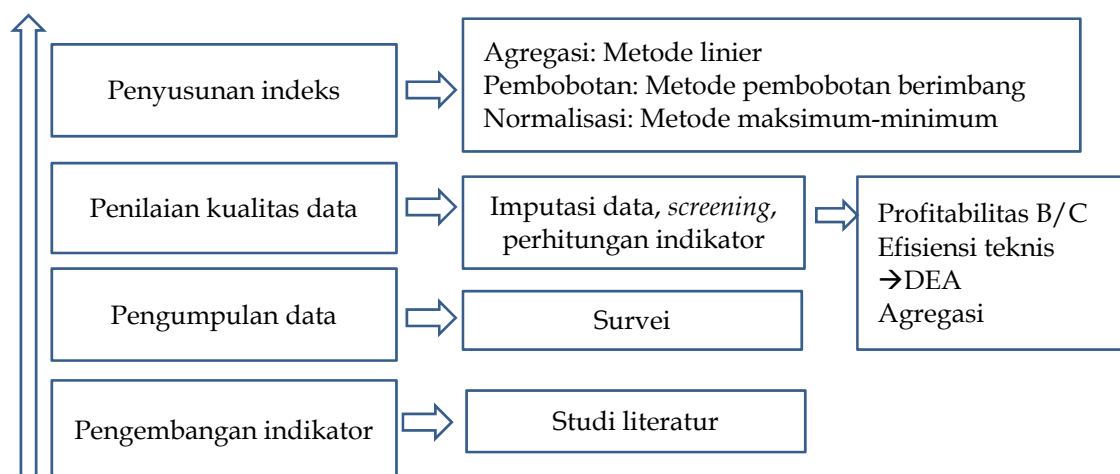 Penyusunan indeks
Agregasi: Metode linier
Pembobotan: Metode pembobotan berimbang
Normalisasi: Metode maksimum-minimum
Penilaian kualitas data
Imputasi data, screening,
perhitungan indikator
Profitabilitas B/C
Efisiensi teknis
→DEA
Agregasi
Pengumpulan data
Survei
Pengembangan indikator
Studi literatur